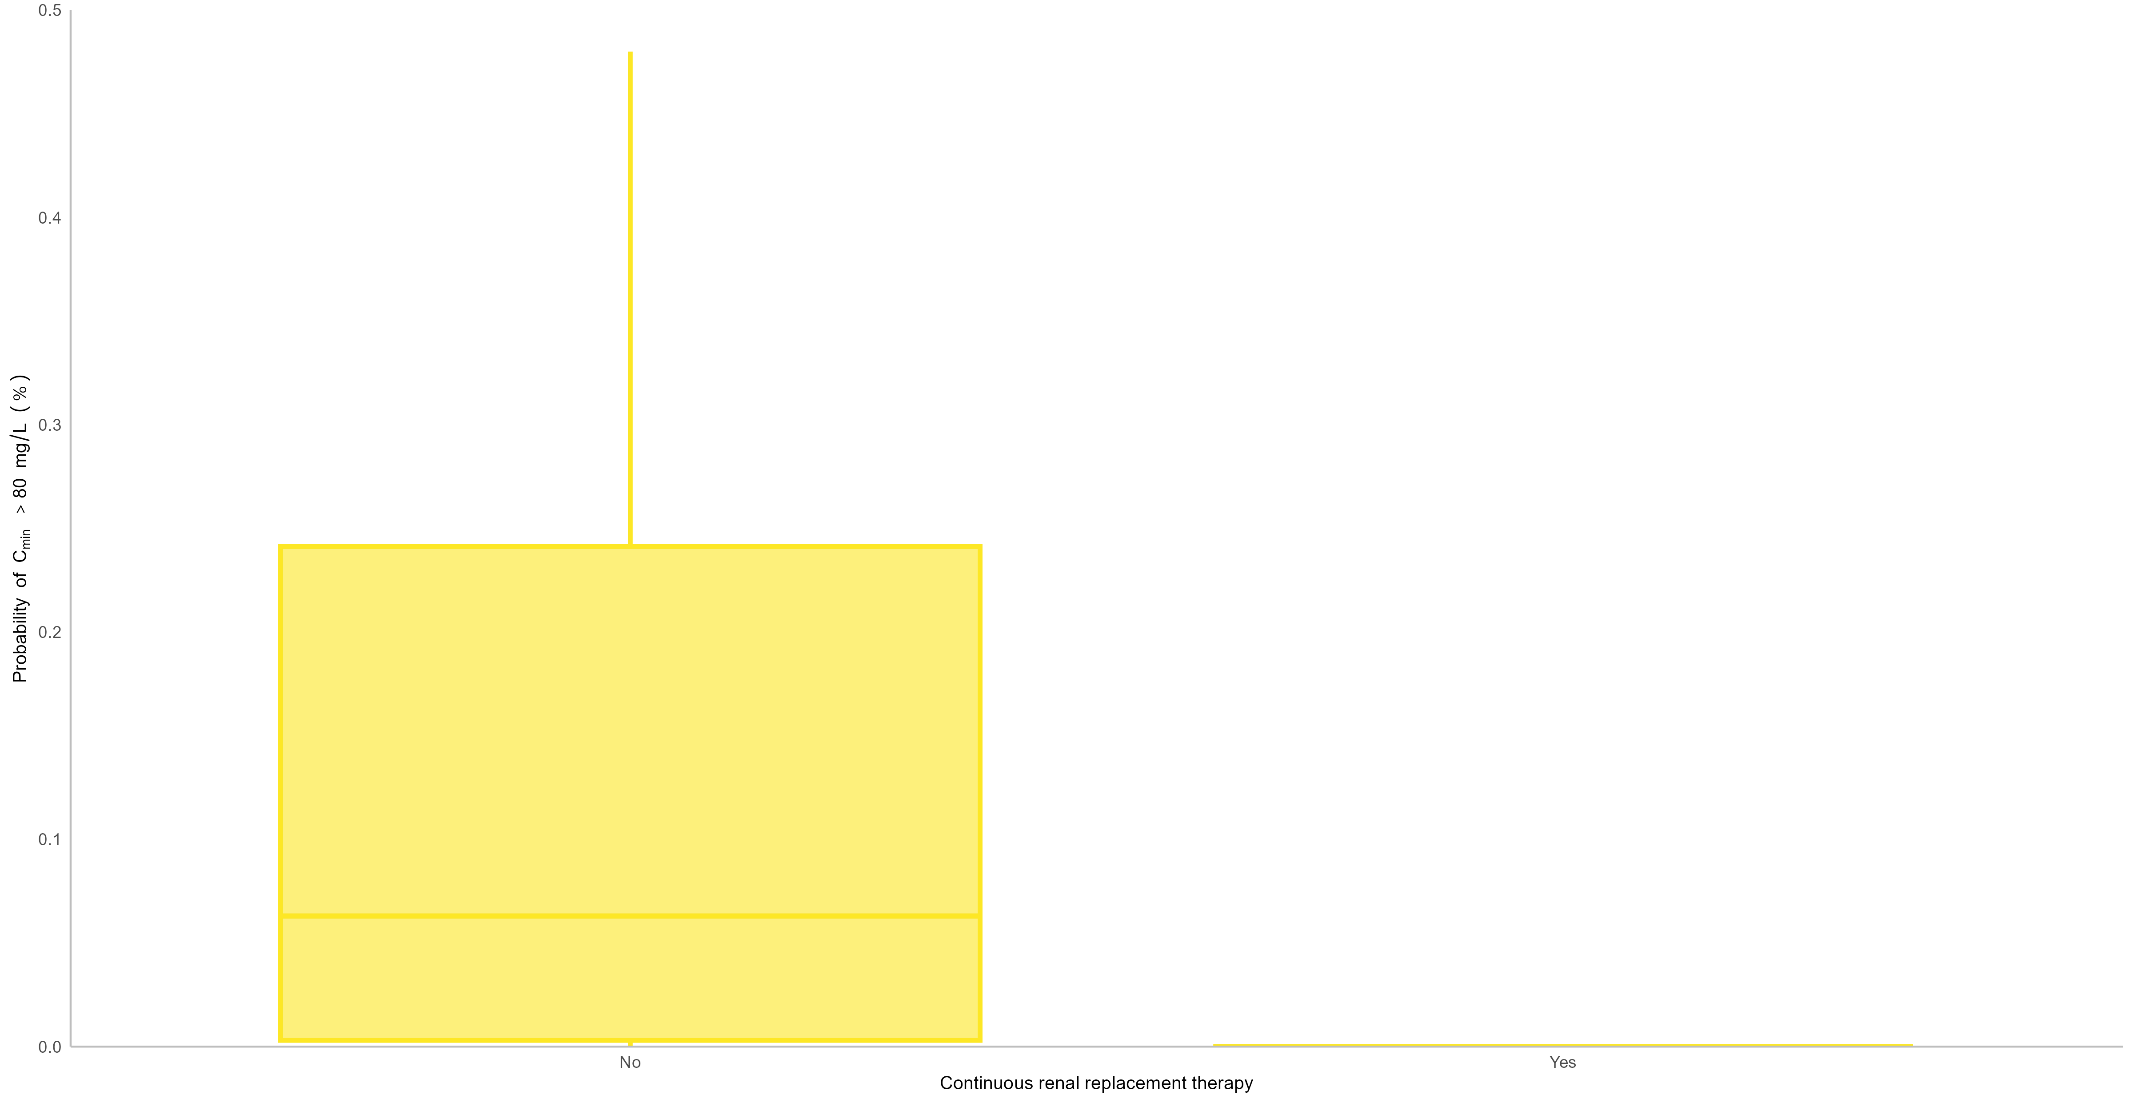 0.5
0.4
0.3
0.2
0.1
0.0
Probability of Cmin > 80 mg/L (%)
No
Yes
Continuous renal replacement therapy